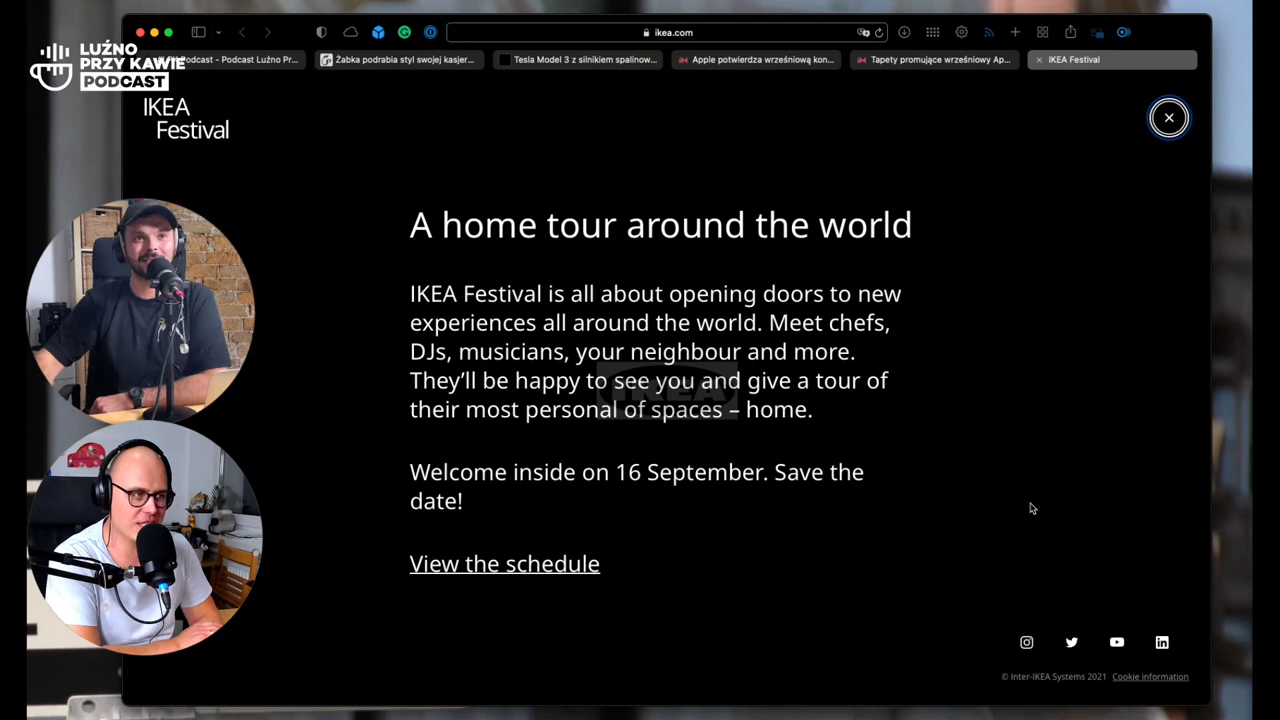 LUŹNO
PRZY KAWIE
PODCAST
ikea.com
Podcast - Podcast Luźno Pr...
Żabka podrabia styl swojej kasjer...
Tesla Model 3 z silnikiem spalinow...
Apple potwierdza wrześniową kon...
Tapety promujące wrześniowy Ap...
IKEA Festival
IKEA
Festival
A home tour around the world
IKEA Festival is all about opening doors to new
experiences all around the world. Meet chefs,
DJs, musicians, your neighbour and more.
They’ll be happy to see you and give a tour of
their most personal of spaces – home.
IKEA
Welcome inside on 16 September. Save the
date!
View the schedule
© Inter-IKEA Systems 2021 Cookie information